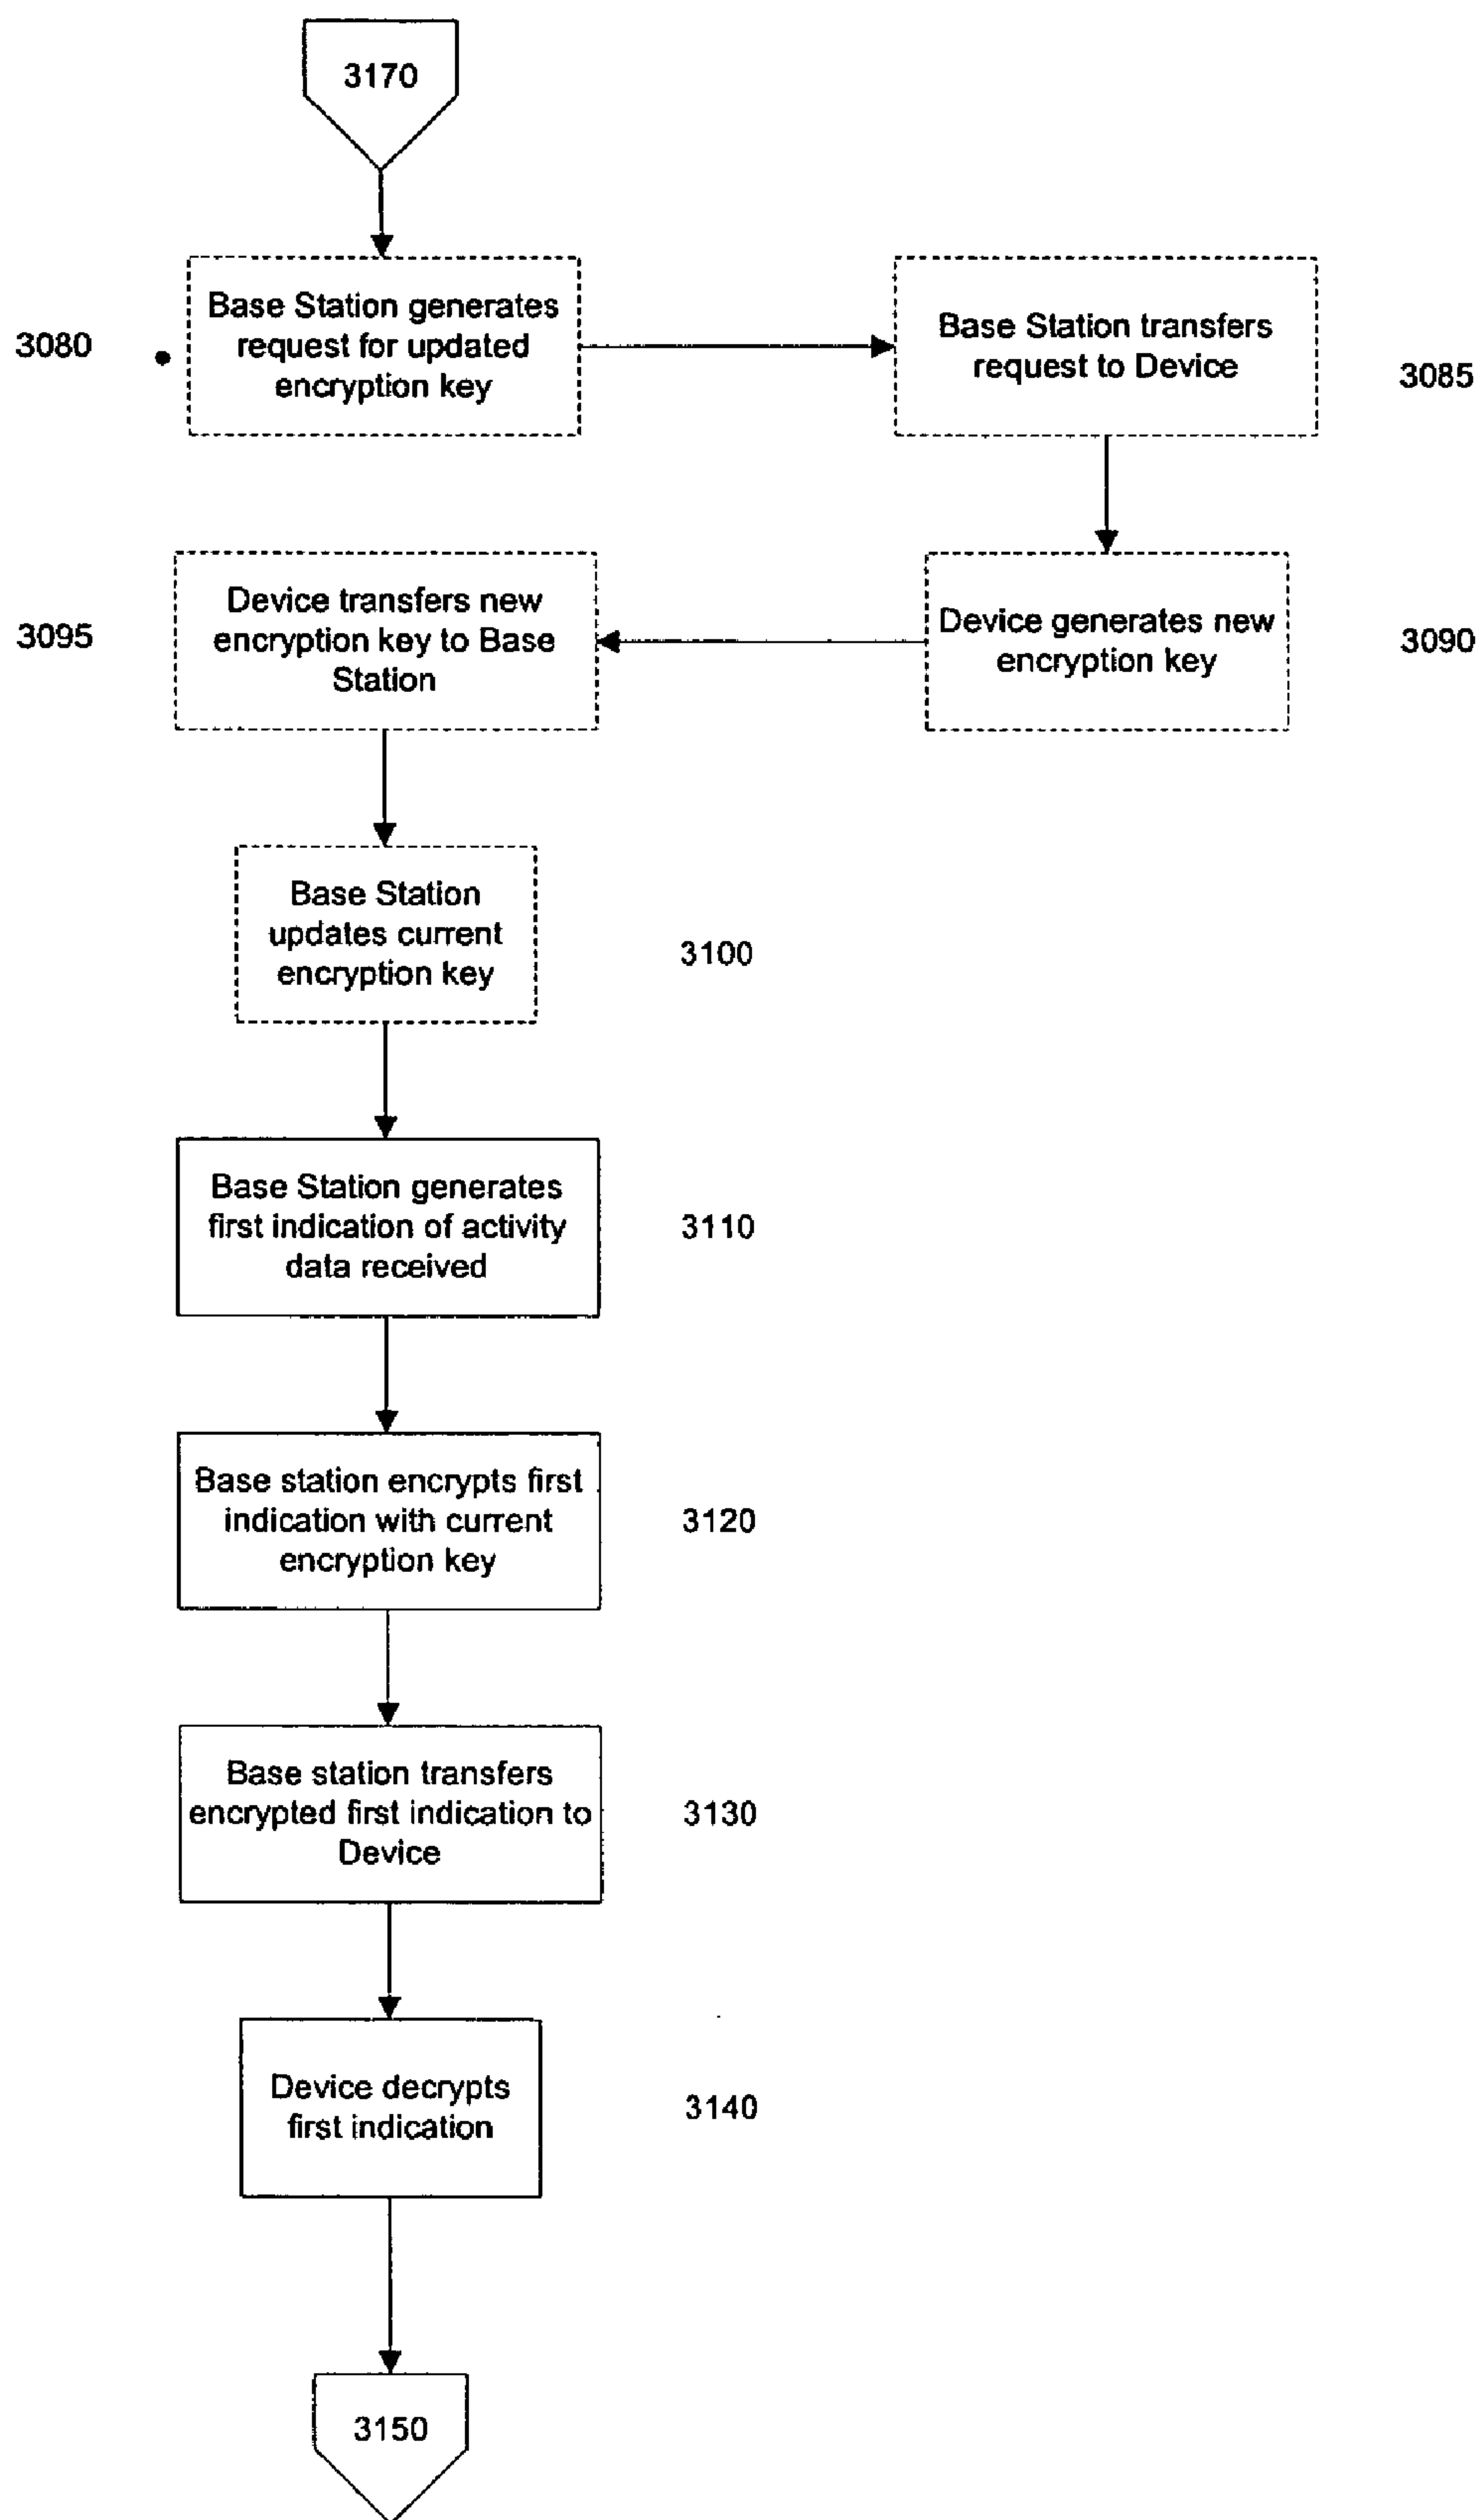 3170
3080
Base Station generates
request for updated
encryption key
Base Station transfers
request to Device
3085
3095
Device transfers new
encryption key to Base
Station
Device generates new
encryption key
3090
Base Station
updates current
encryption key
3100
Base Station generates
first indication of activity
data received
3110
Base station encrypts first
indication with current
encryption key
3120
Base station transfers
encrypted first indication to
Device
3130
Device decrypts
first indication
3140
3150